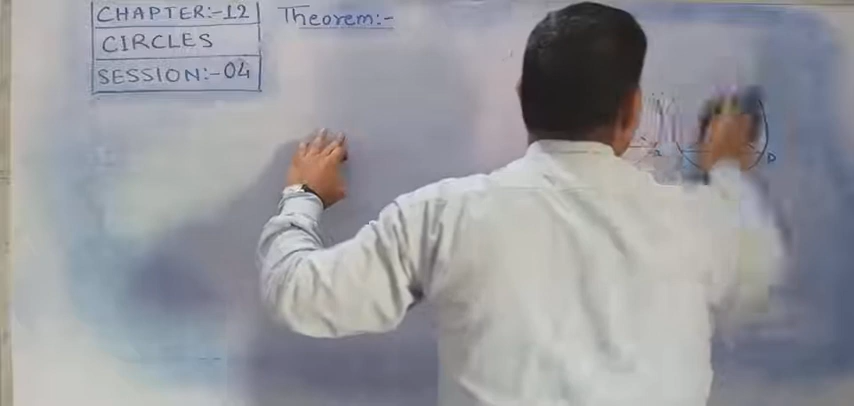 CHAPTER:-12
CIRCLES
SESSION:-04
Theorem:-
D